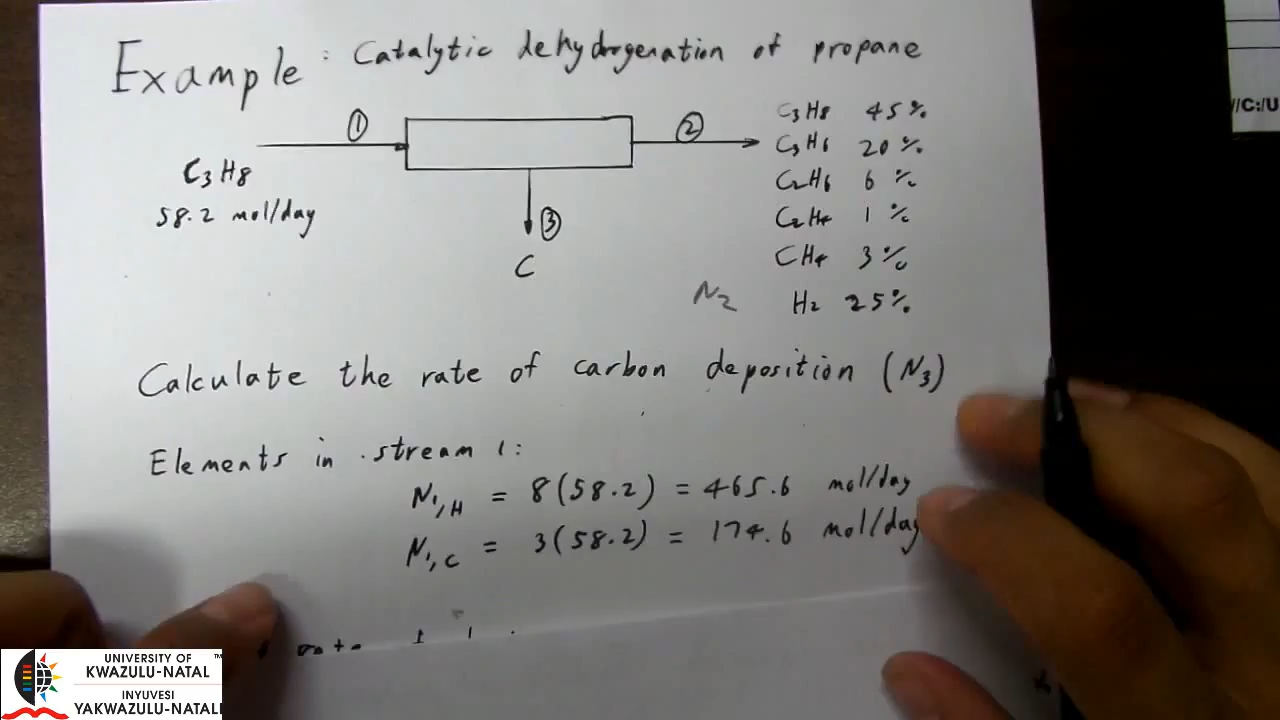 Example: Catalytic dehydrogenation of propane
① ② C3H8 45%
C3H6 20%
C3H8 C2H6 6%
58.2 mol/day ③ C2H4 1%
C CH4 3%
N2 H2 25%
Calculate the rate of carbon deposition (N3)
Elements in stream 1:
N1,H = 8(58.2) = 465.6 mol/day
N1,C = 3(58.2) = 174.6 mol/day
//C:/U
UNIVERSITY OF
KWAZULU-NATAL™
INYUVESI
YAKWAZULU-NATALI